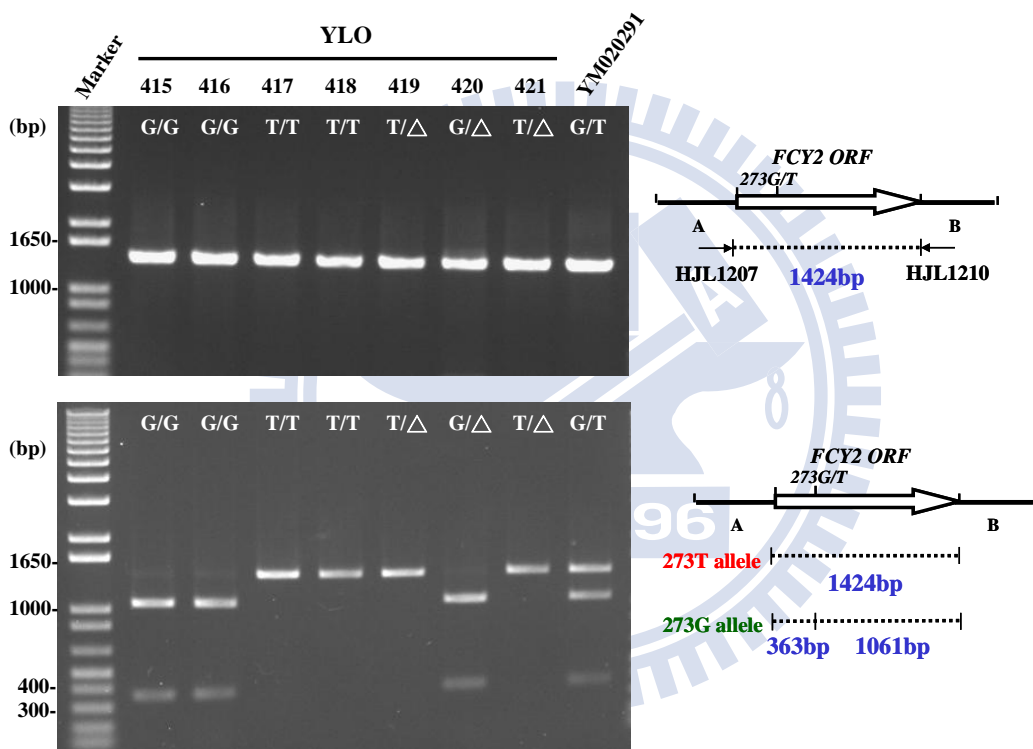 YLO
Marker 415 416 417 418 419 420 421 YM020291
(bp) G/G G/G T/T T/T T/△ G/△ T/△ G/T
1650-
1000-
FCY2 ORF
273G/T
A B
HJL1207 1424bp HJL1210
(bp) G/G G/G T/T T/T T/△ G/△ T/△ G/T
1650-
1000-
400-
300-
FCY2 ORF
273G/T
A B
273T allele
1424bp
273G allele
363bp 1061bp
A
96